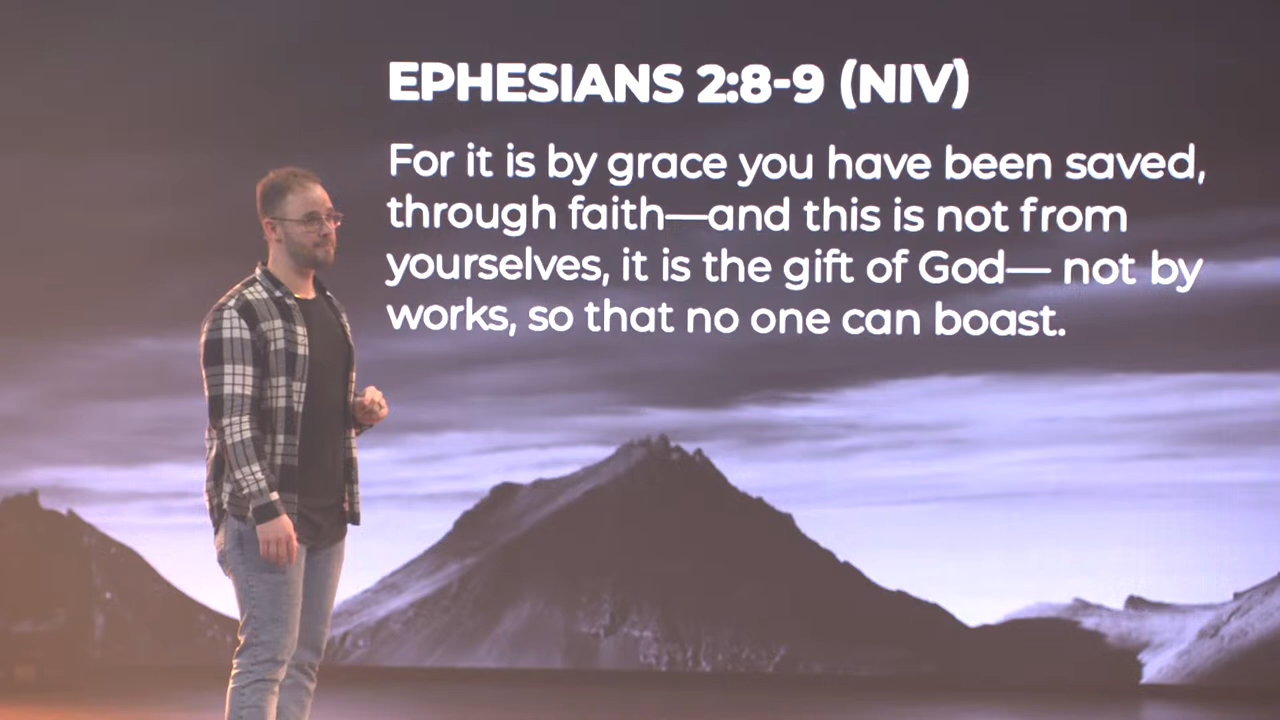 EPHESIANS 2:8-9 (NIV)
For it is by grace you have been saved,
through faith—and this is not from
yourselves, it is the gift of God— not by
works, so that no one can boast.